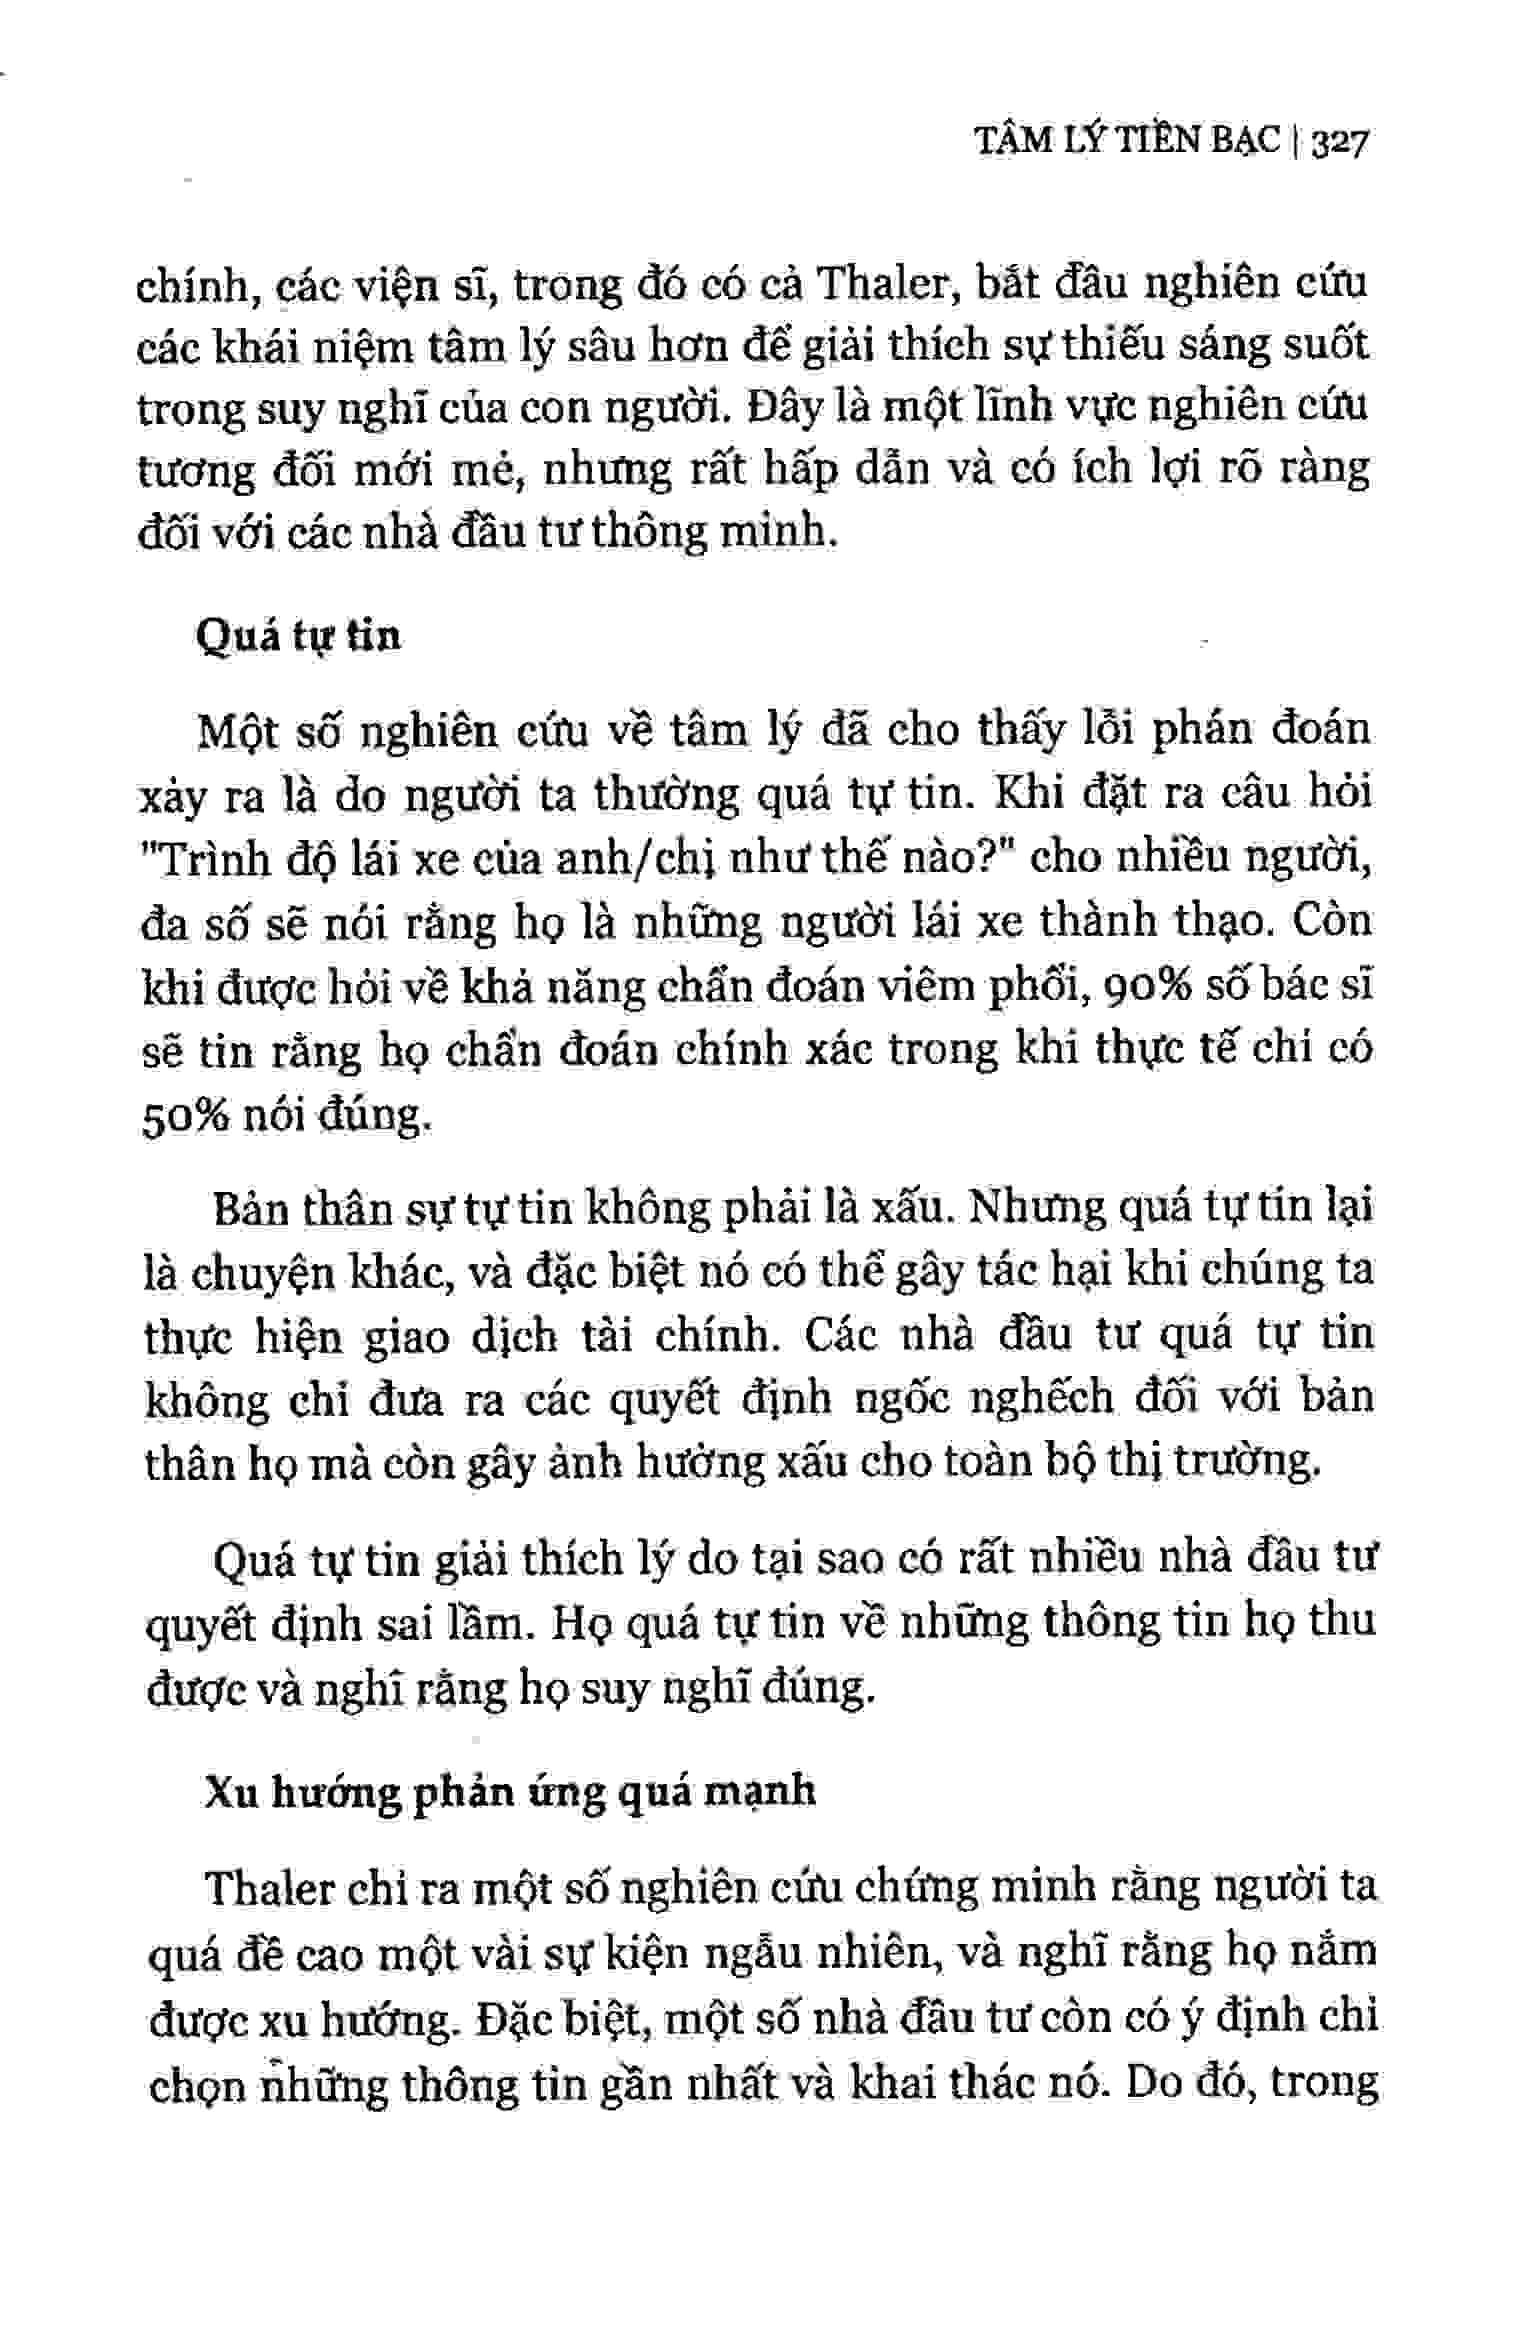 TÂM LÝ TIỀN BẠC | 327
chính, các viện sĩ, trong đó có cả Thaler, bắt đầu nghiên cứu
các khái niệm tâm lý sâu hơn để giải thích sự thiếu sáng suốt
trong suy nghĩ của con người. Đây là một lĩnh vực nghiên cứu
tương đối mới mẻ, nhưng rất hấp dẫn và có ích lợi rõ ràng
đối với các nhà đầu tư thông minh.
Quá tự tin
Một số nghiên cứu về tâm lý đã cho thấy lỗi phán đoán
xảy ra là do người ta thường quá tự tin. Khi đặt ra câu hỏi
"Trình độ lái xe của anh/chị như thế nào?" cho nhiều người,
đa số sẽ nói rằng họ là những người lái xe thành thạo. Còn
khi được hỏi về khả năng chẩn đoán viêm phổi, 90% số bác sĩ
sẽ tin rằng họ chẩn đoán chính xác trong khi thực tế chỉ có
50% nói đúng.
Bản thân sự tự tin không phải là xấu. Nhưng quá tự tin lại
là chuyện khác, và đặc biệt nó có thể gây tác hại khi chúng ta
thực hiện giao dịch tài chính. Các nhà đầu tư quá tự tin
không chỉ đưa ra các quyết định ngốc nghếch đối với bản
thân họ mà còn gây ảnh hưởng xấu cho toàn bộ thị trường.
Quá tự tin giải thích lý do tại sao có rất nhiều nhà đầu tư
quyết định sai lầm. Họ quá tự tin về những thông tin họ thu
được và nghĩ rằng họ suy nghĩ đúng.
Xu hướng phản ứng quá mạnh
Thaler chỉ ra một số nghiên cứu chứng minh rằng người ta
quá đề cao một vài sự kiện ngẫu nhiên, và nghĩ rằng họ nắm
được xu hướng. Đặc biệt, một số nhà đầu tư còn có ý định chỉ
chọn những thông tin gần nhất và khai thác nó. Do đó, trong